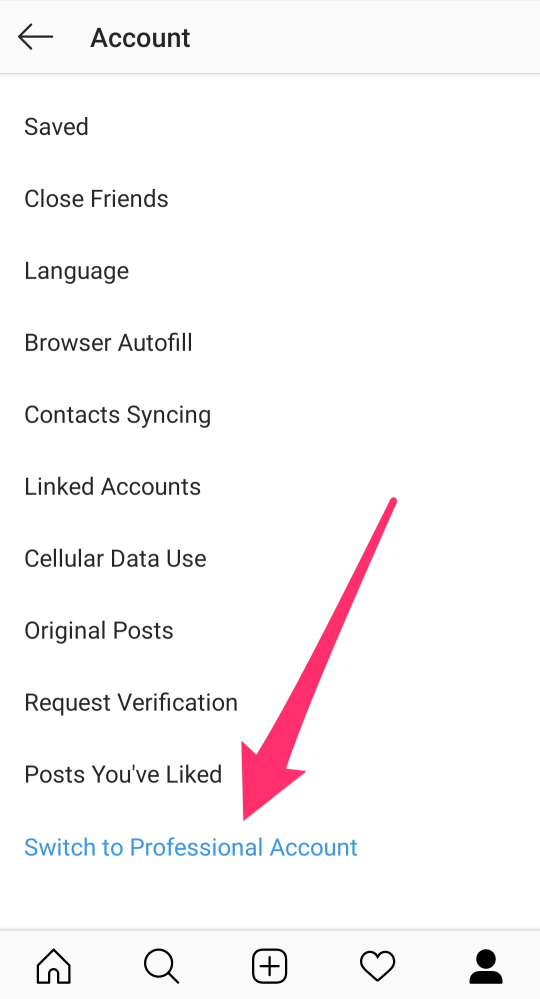 Account
Saved
Close Friends
Language
Browser Autofill
Contacts Syncing
Linked Accounts
Cellular Data Use
Original Posts
Request Verification
Posts You've Liked
Switch to Professional Account